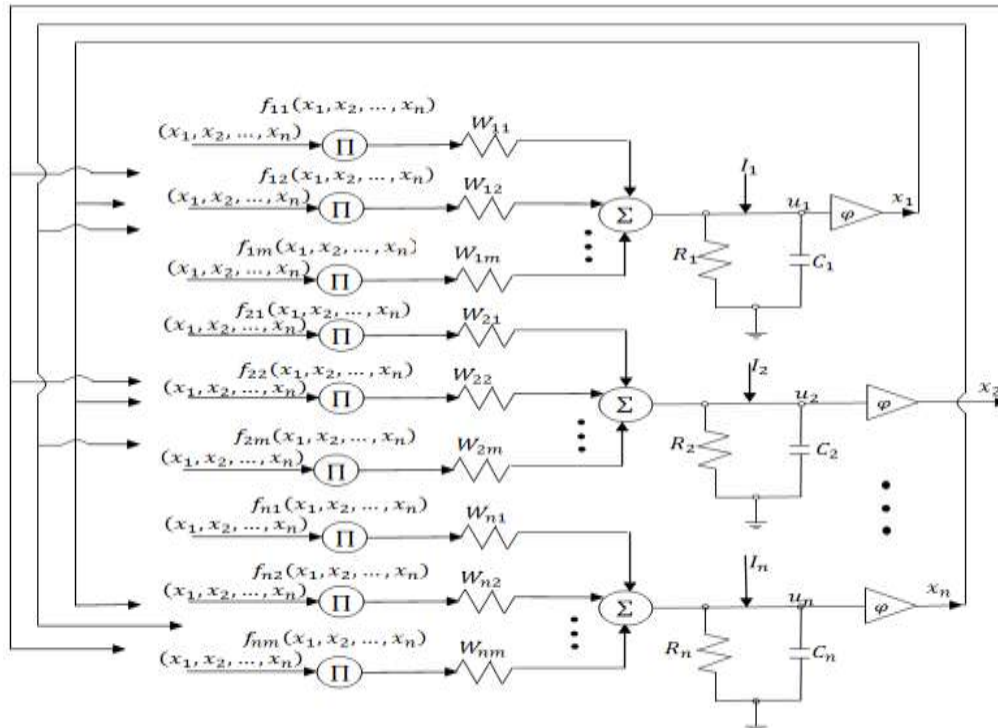 f₁₁(x₁, x₂, ... , xₙ)
(x₁, x₂, ... , xₙ)
Π
W₁₁
f₁₂(x₁, x₂, ... , xₙ)
(x₁, x₂, ... , xₙ)
Π
W₁₂
Σ
I₁
u₁
φ
x₁
f₁ₘ(x₁, x₂, ... , xₙ)
(x₁, x₂, ... , xₙ)
Π
W₁ₘ
R₁
C₁
f₂₁(x₁, x₂, ... , xₙ)
(x₁, x₂, ... , xₙ)
Π
W₂₁
f₂₂(x₁, x₂, ... , xₙ)
(x₁, x₂, ... , xₙ)
Π
W₂₂
Σ
I₂
u₂
φ
x₂
f₂ₘ(x₁, x₂, ... , xₙ)
(x₁, x₂, ... , xₙ)
Π
W₂ₘ
R₂
C₂
fₙ₁(x₁, x₂, ... , xₙ)
(x₁, x₂, ... , xₙ)
Π
Wₙ₁
fₙ₂(x₁, x₂, ... , xₙ)
(x₁, x₂, ... , xₙ)
Π
Wₙ₂
Σ
Iₙ
uₙ
φ
xₙ
fₙₘ(x₁, x₂, ... , xₙ)
(x₁, x₂, ... , xₙ)
Π
Wₙₘ
Rₙ
Cₙ